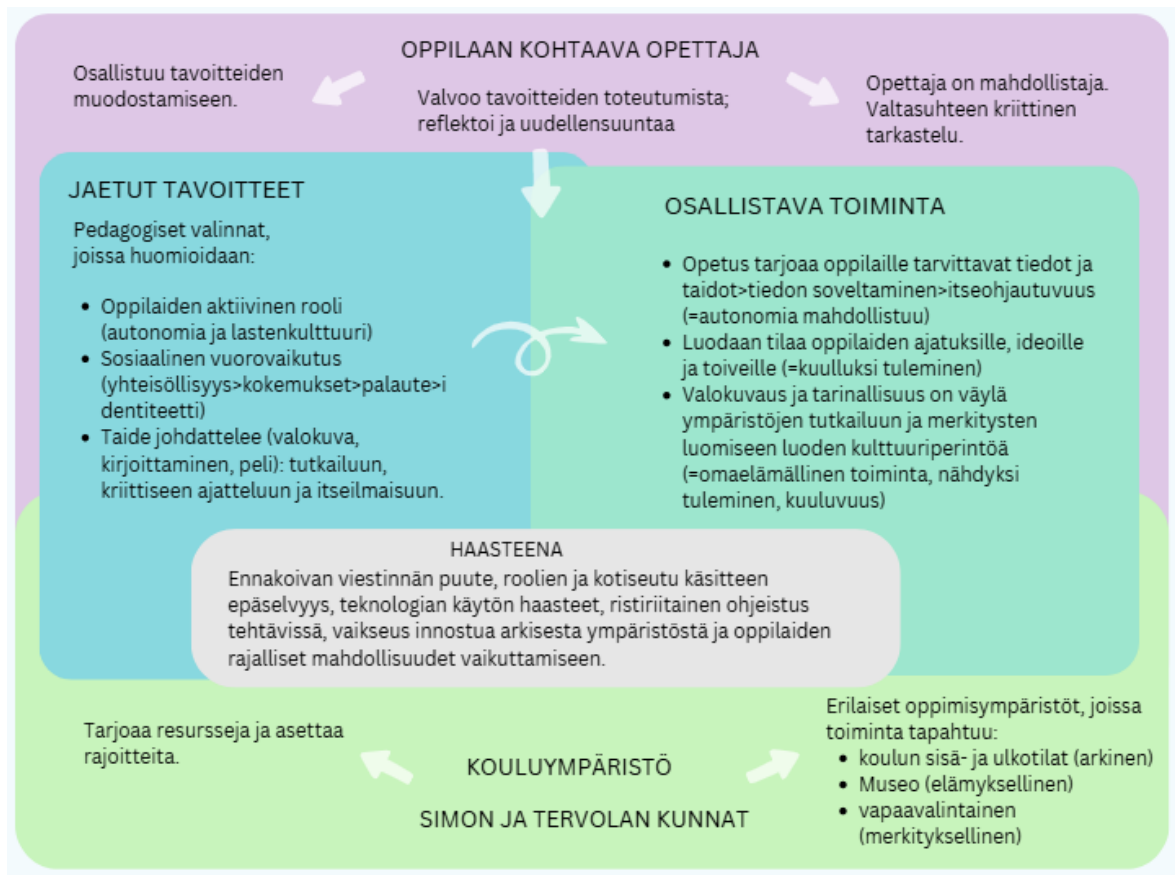 OPPILAAN KOHTAAVA OPETTAJA
Osallistuu tavoitteiden
muodostamiseen.
Valvoo tavoitteiden toteutumista;
reflektoi ja uudellensuuntaa
Opettaja on mahdollistaja.
Valtasuhteen kriittinen
tarkastelu.
JAETUT TAVOITTEET
Pedagogiset valinnat,
joissa huomioidaan:
• Oppilaiden aktiivinen rooli
(autonomia ja lastenkulttuuri)
• Sosiaalinen vuorovaikutus
(yhteisöllisyys>kokemukset>palaute>i
dentiteetti)
• Taide johdattelee (valokuva,
kirjoittaminen, peli): tutkailuun,
kriittiseen ajatteluun ja itseilmaisuun.
OSALLISTAVA TOIMINTA
• Opetus tarjoaa oppilaille tarvittavat tiedot ja
taidot>tiedon soveltaminen>itseohjautuvuus
(=autonomia mahdollistuu)
• Luodaan tilaa oppilaiden ajatuksille, ideoille
ja toiveille (=kuulluksi tuleminen)
• Valokuvaus ja tarinallisuus on väylä
ympäristöjen tutkailuun ja merkitysten
luomiseen luoden kulttuuriperintöä
(=omaelämällinen toiminta, nähdyksi
tuleminen, kuuluvuus)
HAASTEENA
Ennakoivan viestinnän puute, roolien ja kotiseutu käsitteen
epäselvyys, teknologian käytön haasteet, ristiriitainen ohjeistus
tehtävissä, vaikseus innostua arkisesta ympäristöstä ja oppilaiden
rajalliset mahdollisuudet vaikuttamiseen.
Tarjoaa resursseja ja asettaa
rajoitteita.
KOULUYMPÄRISTÖ
SIMON JA TERVOLAN KUNNAT
Erilaiset oppimisympäristöt, joissa
toiminta tapahtuu:
• koulun sisä- ja ulkotilat (arkinen)
• Museo (elämyksellinen)
• vapaavalintainen
(merkityksellinen)